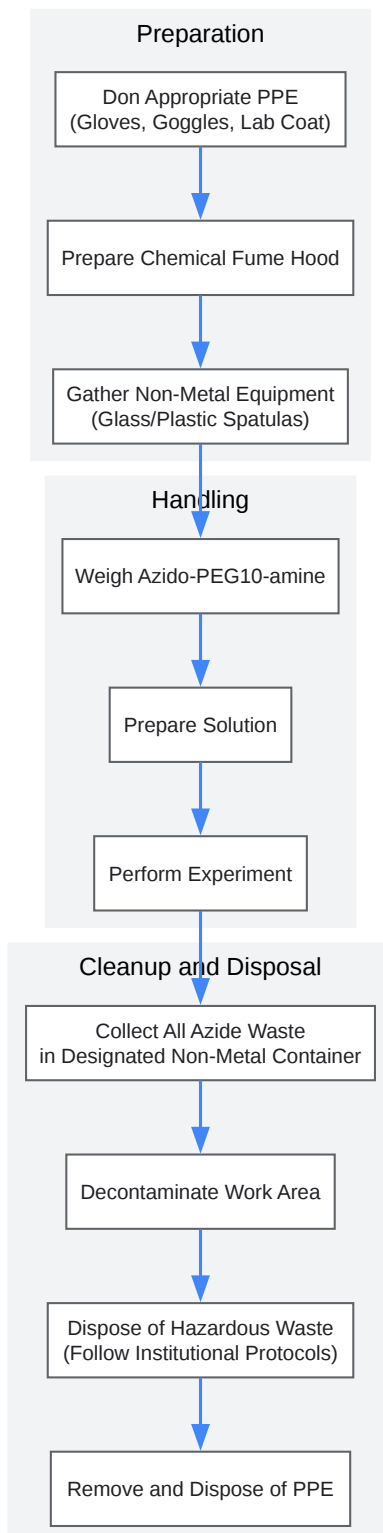 Preparation
Don Appropriate PPE
(Gloves, Goggles, Lab Coat)
Prepare Chemical Fume Hood
Gather Non-Metal Equipment
(Glass/Plastic Spatulas)
Handling
Weigh Azido-PEG10-amine
Prepare Solution
Perform Experiment
Cleanup and Disposal
Collect All Azide Waste
in Designated Non-Metal Container
Decontaminate Work Area
Dispose of Hazardous Waste
(Follow Institutional Protocols)
Remove and Dispose of PPE